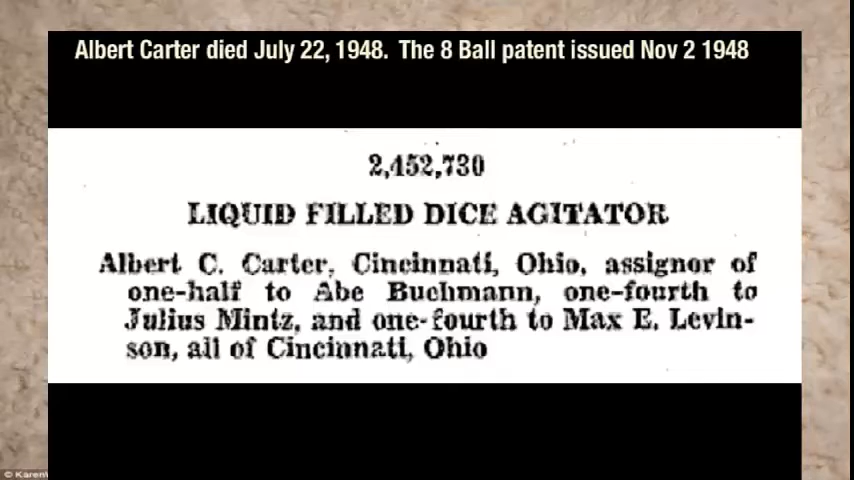 Albert Carter died July 22, 1948. The 8 Ball patent issued Nov 2 1948
2,452,730
LIQUID FILLED DICE AGITATOR
Albert C. Carter, Cincinnati, Ohio, assignor of
one-half to Abe Buchmann, one-fourth to
Julius Mintz, and one-fourth to Max E. Levin-
son, all of Cincinnati, Ohio